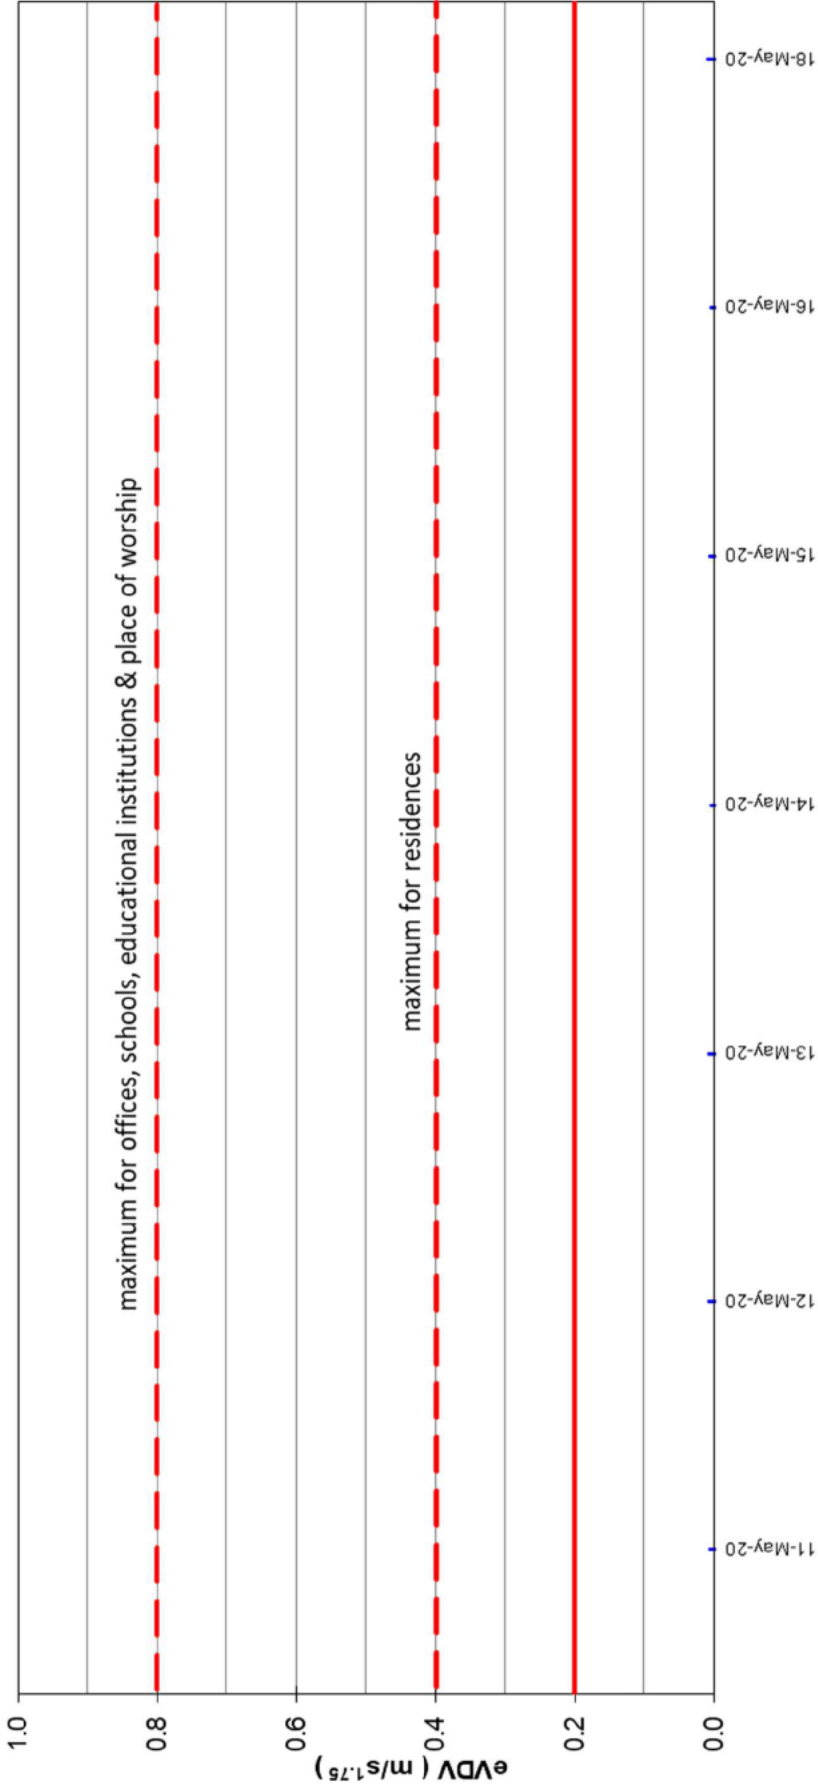 eVDV ( m/s1.75 )
1.0
0.8
0.6
0.4
0.2
0.0
maximum for offices, schools, educational institutions & place of worship
maximum for residences
11-May-20
12-May-20
13-May-20
14-May-20
15-May-20
16-May-20
18-May-20